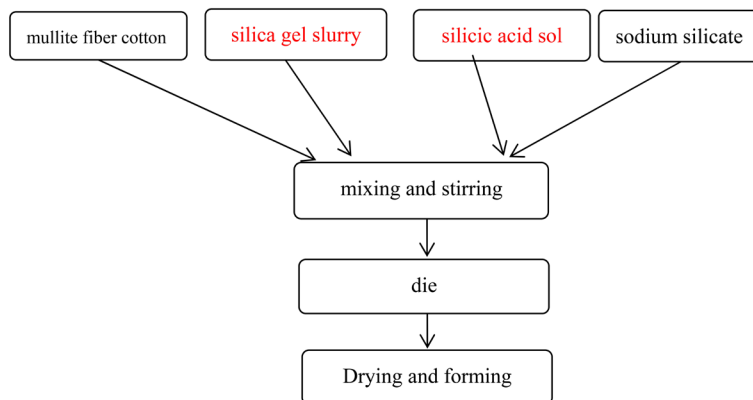 mullite fiber cotton
silica gel slurry
silicic acid sol
sodium silicate
mixing and stirring
die
Drying and forming